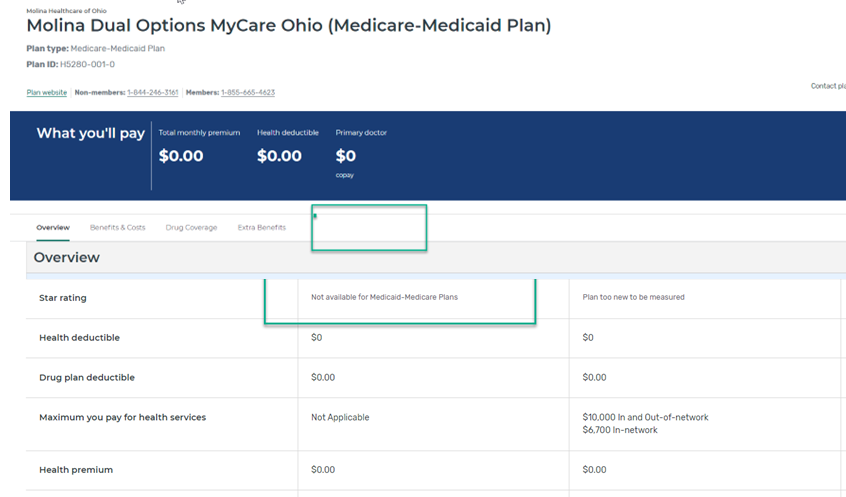 Molina Healthcare of Ohio
Molina Dual Options MyCare Ohio (Medicare-Medicaid Plan)
Plan type: Medicare-Medicaid Plan
Plan ID: H5280-001-0
Plan website | Non-members: 1-844-246-3161 | Members: 1-855-665-4623
Contact pla
What you'll pay
Total monthly premium
$0.00
Health deductible
$0.00
Primary doctor
$0
copay
Overview Benefits & Costs Drug Coverage Extra Benefits
Overview
Star rating Not available for Medicaid-Medicare Plans Plan too new to be measured
Health deductible $0 $0
Drug plan deductible $0.00 $0.00
Maximum you pay for health services Not Applicable $10,000 In and Out-of-network
$6,700 In-network
Health premium $0.00 $0.00